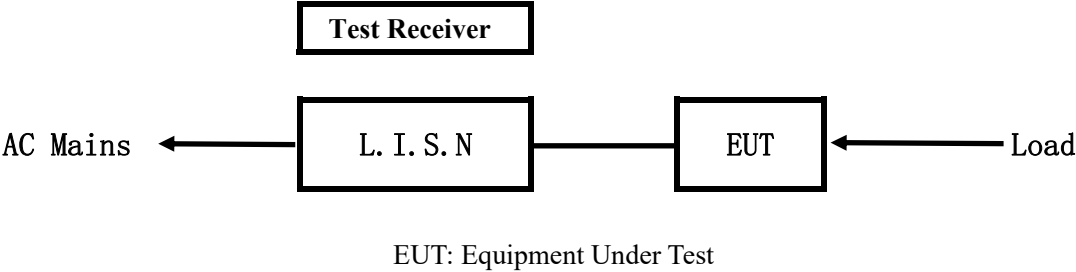 Test Receiver
AC Mains L.I.S.N EUT Load
EUT: Equipment Under Test